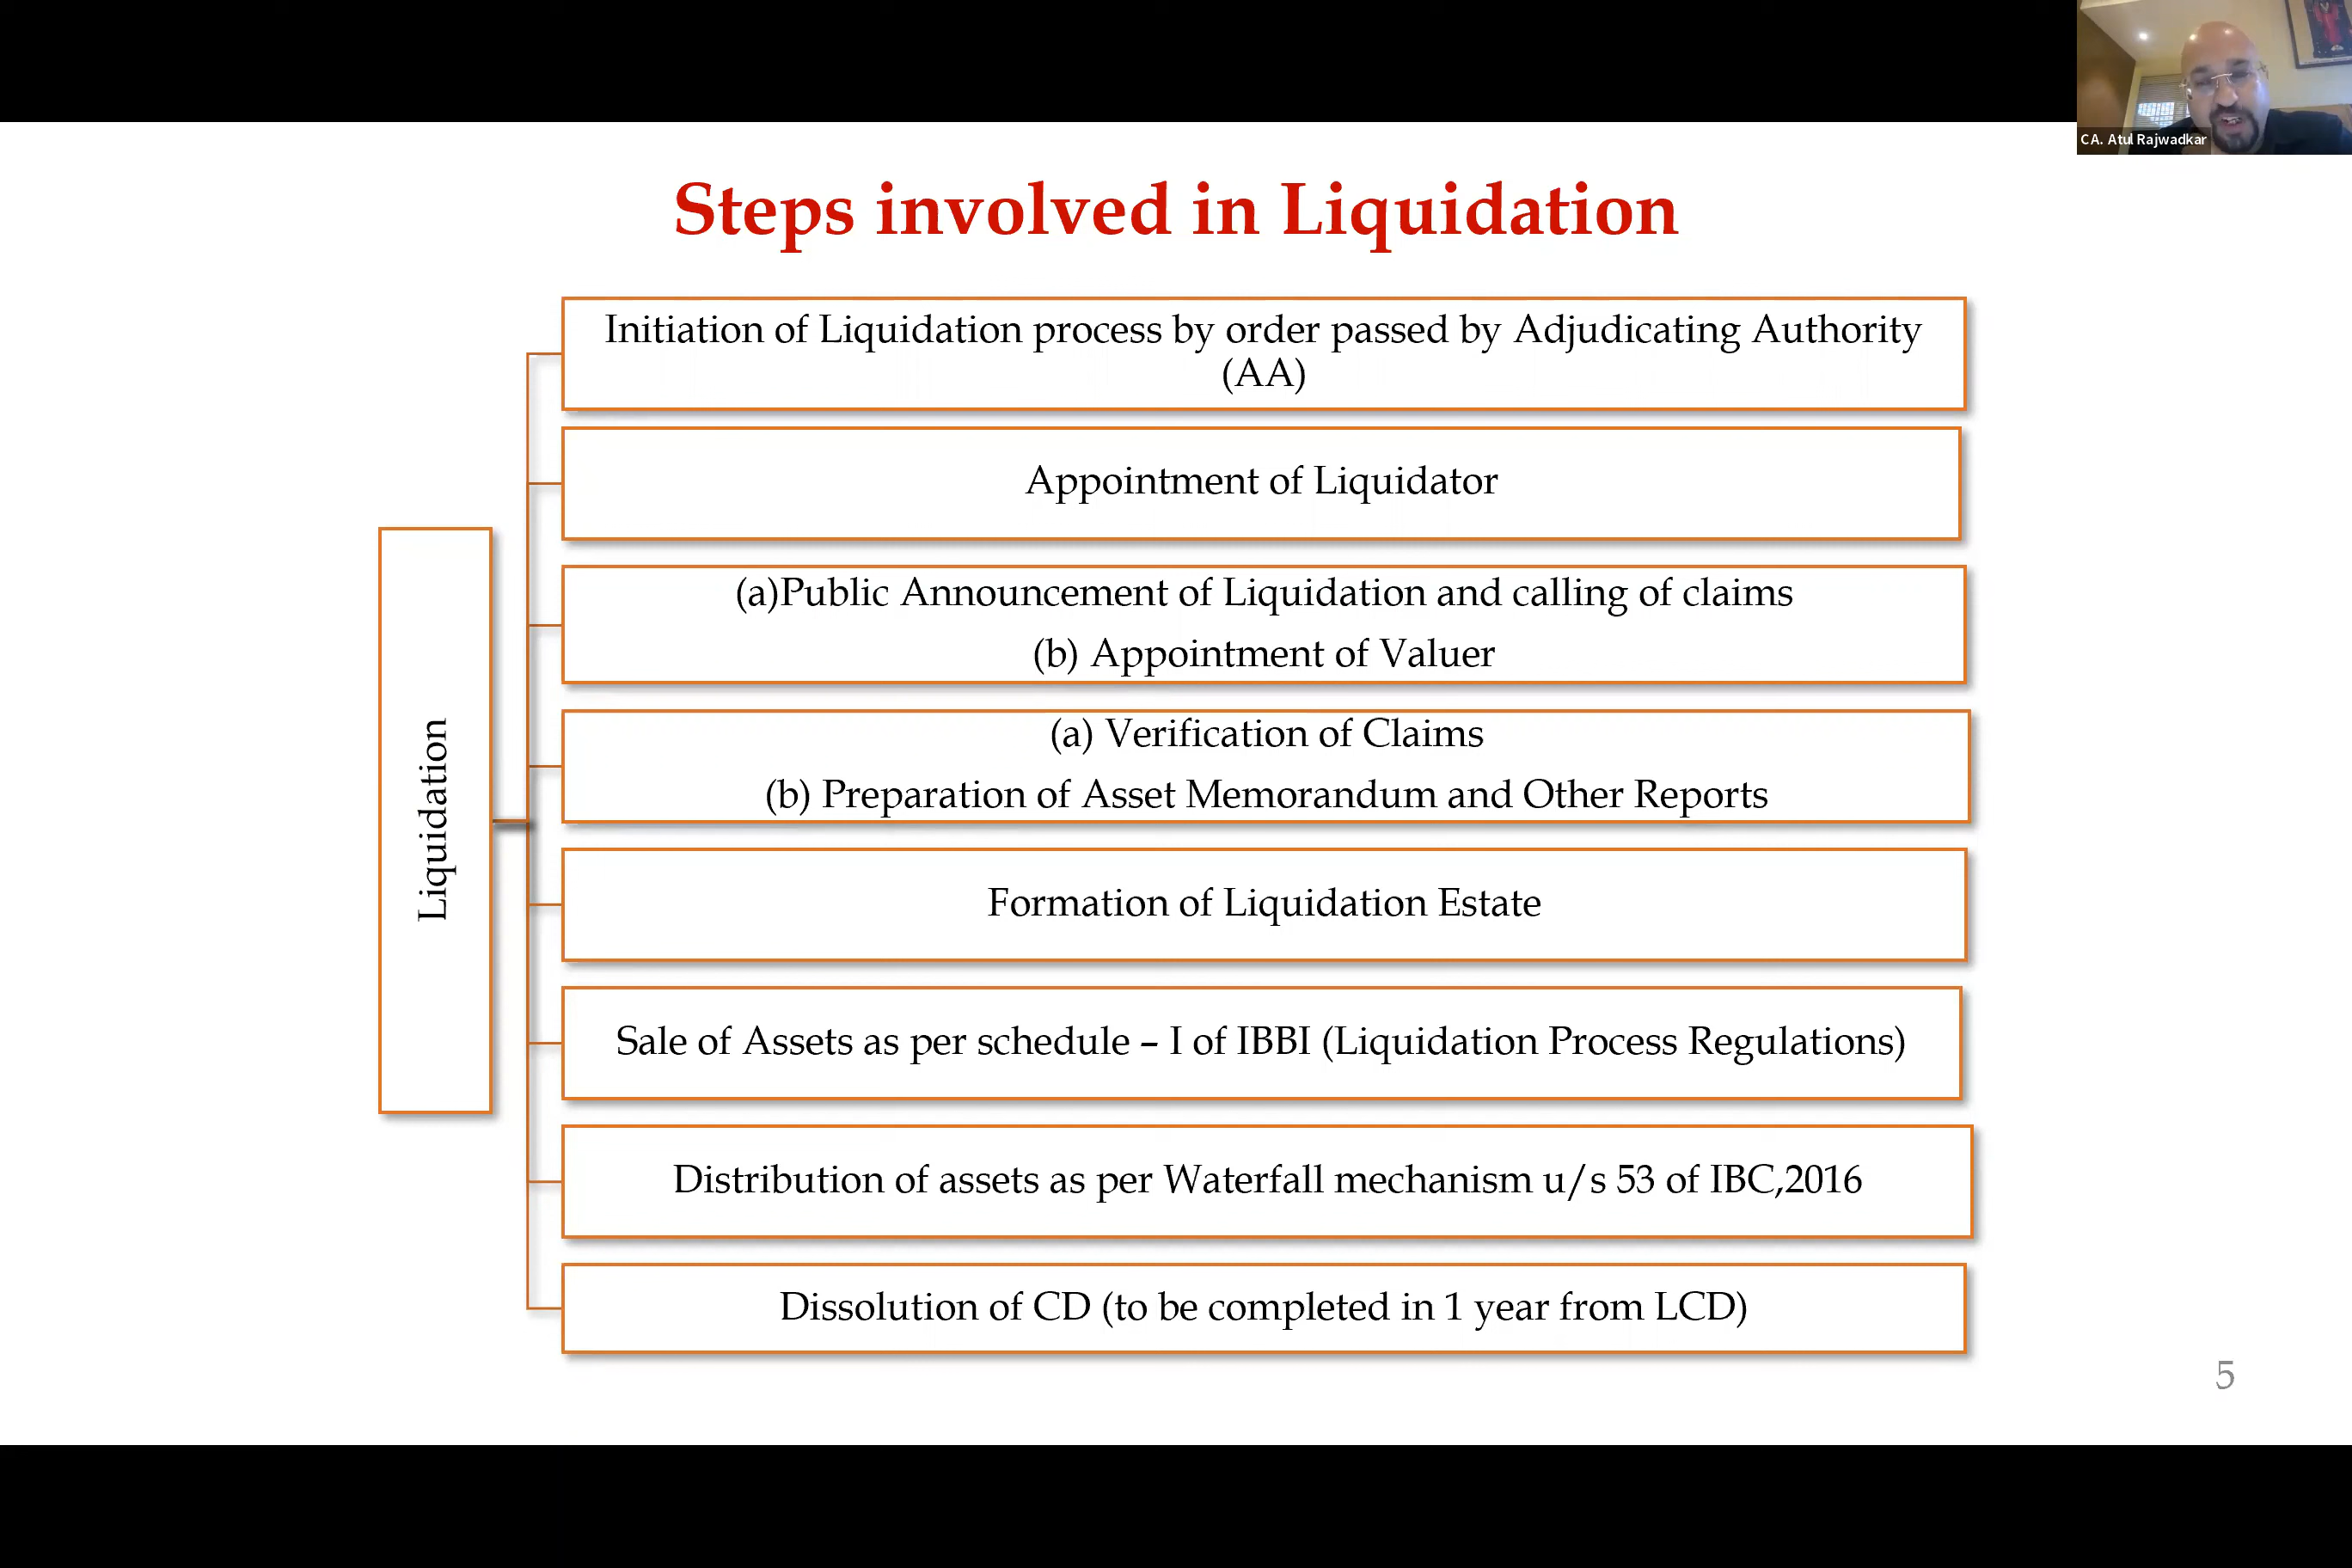 CA. Atul Rajwadkar
Steps involved in Liquidation
Liquidation
Initiation of Liquidation process by order passed by Adjudicating Authority
(AA)
Appointment of Liquidator
(a)Public Announcement of Liquidation and calling of claims
(b) Appointment of Valuer
(a) Verification of Claims
(b) Preparation of Asset Memorandum and Other Reports
Formation of Liquidation Estate
Sale of Assets as per schedule – I of IBBI (Liquidation Process Regulations)
Distribution of assets as per Waterfall mechanism u/s 53 of IBC,2016
Dissolution of CD (to be completed in 1 year from LCD)
5